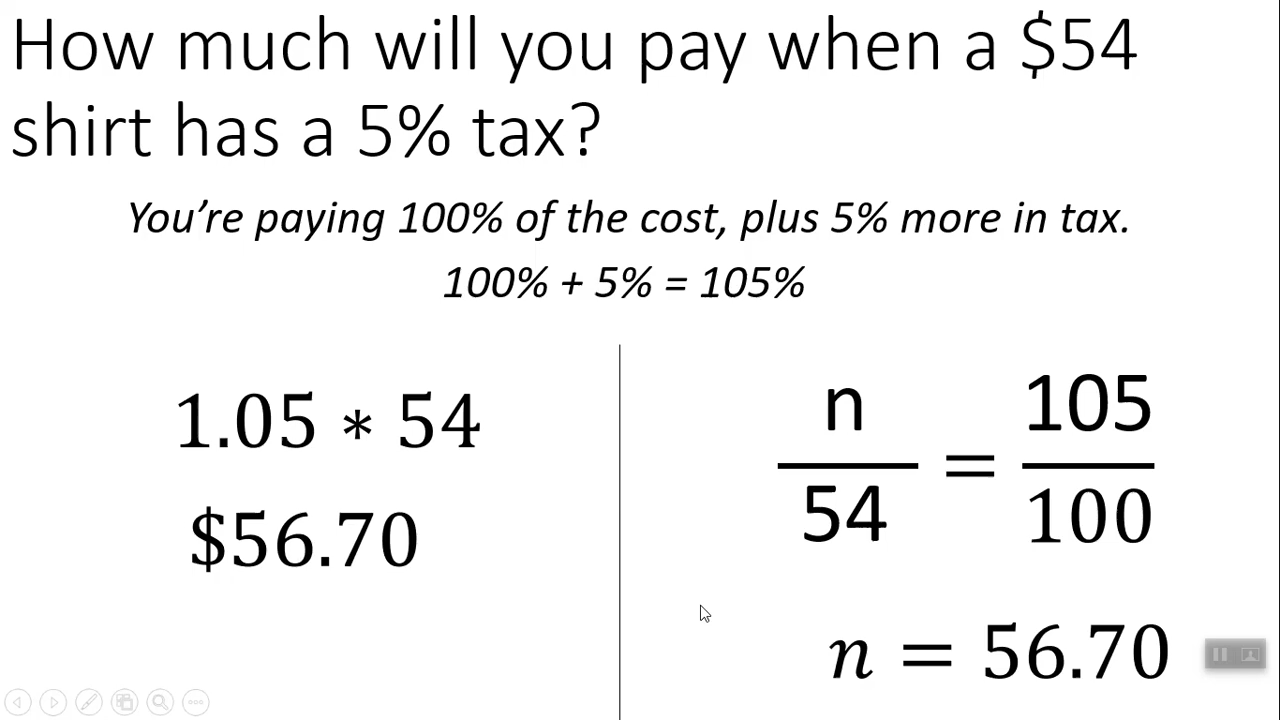 How much will you pay when a $54
shirt has a 5% tax?
You’re paying 100% of the cost, plus 5% more in tax.
100% + 5% = 105%
1.05 ∗ 54
$56.70
n/54 = 105/100
n = 56.70